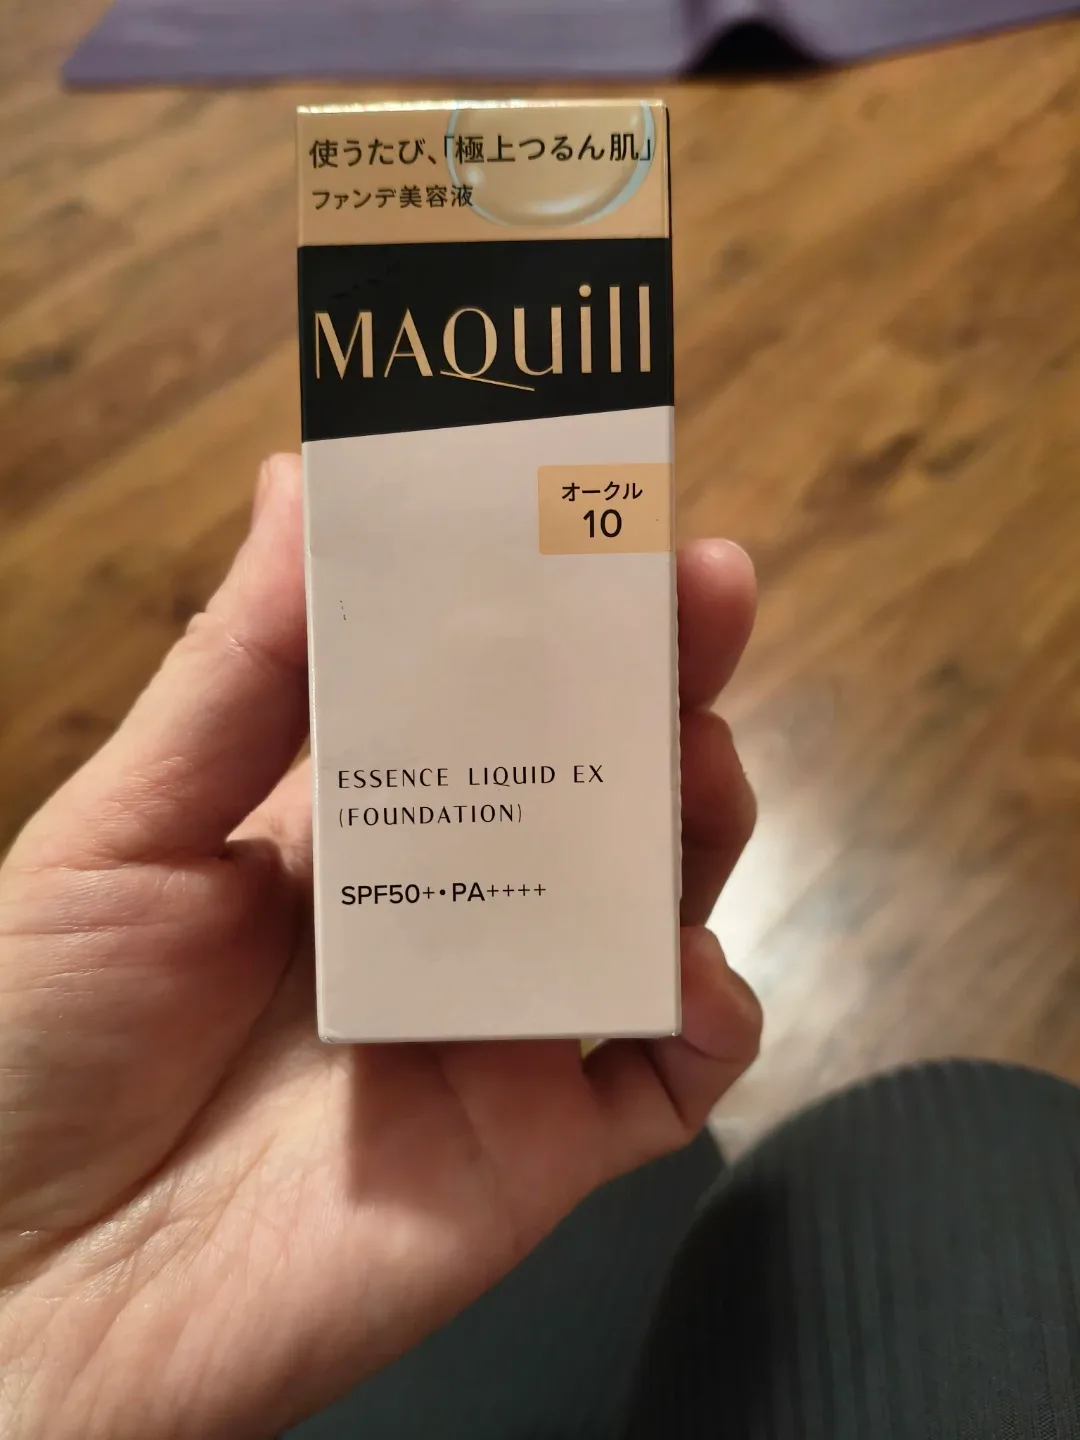 使うたび、「極上つるん肌」
ファンデ美容液
MAQuill
オークル
10
ESSENCE LIQUID EX
(FOUNDATION)
SPF50+•PA++++